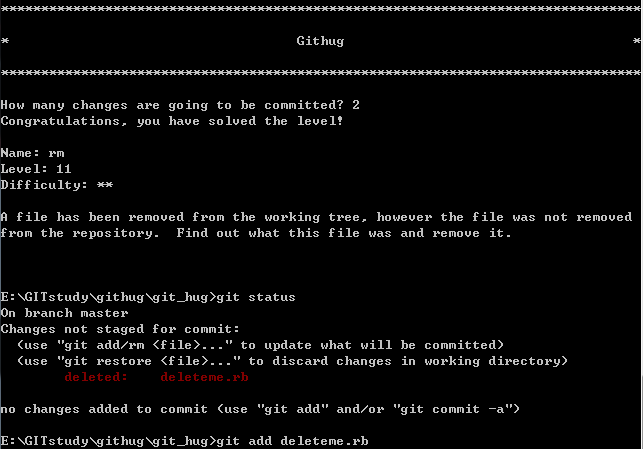 ********************************************************************************
* Githug *
********************************************************************************
How many changes are going to be committed? 2
Congratulations, you have solved the level!
Name: rm
Level: 11
Difficulty: **
A file has been removed from the working tree, however the file was not removed
from the repository.  Find out what this file was and remove it.
E:\GITstudy\githug\git_hug>git status
On branch master
Changes not staged for commit:
  (use "git add/rm <file>..." to update what will be committed)
  (use "git restore <file>..." to discard changes in working directory)
        deleted:    deleteme.rb
no changes added to commit (use "git add" and/or "git commit -a")
E:\GITstudy\githug\git_hug>git add deleteme.rb